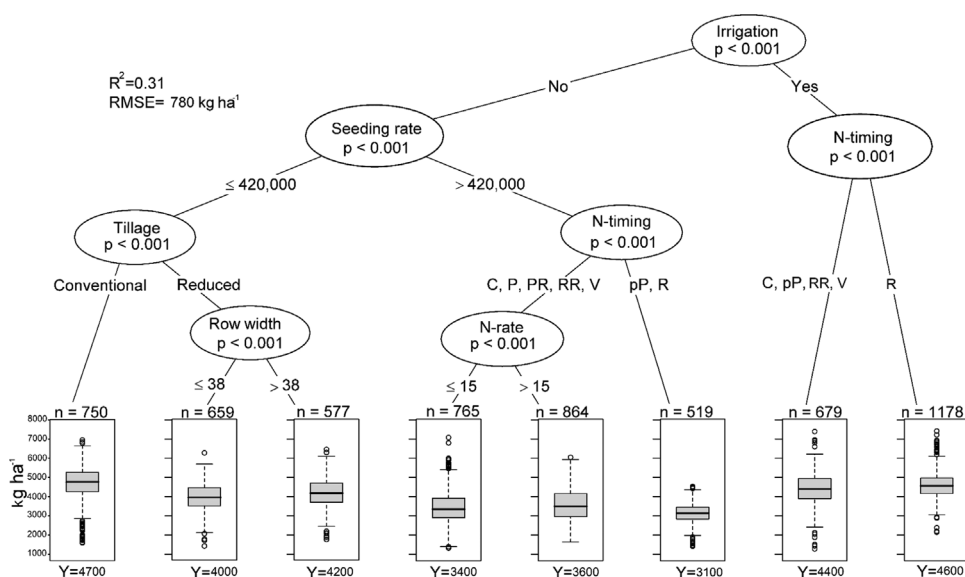 Irrigation
p < 0.001
R²=0.31
RMSE= 780 kg ha⁻¹
No
Yes
Seeding rate
p < 0.001
N-timing
p < 0.001
≤ 420,000
> 420,000
Tillage
p < 0.001
N-timing
p < 0.001
Conventional
Reduced
C, P, PR, RR, V
pP, R
C, pP, RR, V
R
Row width
p < 0.001
N-rate
p < 0.001
≤ 38
> 38
≤ 15
> 15
n = 750
n = 659
n = 577
n = 765
n = 864
n = 519
n = 679
n = 1178
kg ha⁻¹
8000
7000
6000
5000
4000
3000
2000
1000
Y=4700
Y=4000
Y=4200
Y=3400
Y=3600
Y=3100
Y=4400
Y=4600